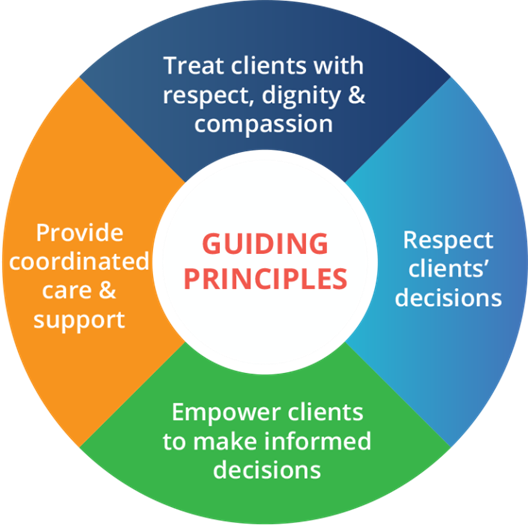 Treat clients with
respect, dignity &
compassion
GUIDING
PRINCIPLES
Provide
coordinated
care &
support
Respect
clients’
decisions
Empower clients
to make informed
decisions